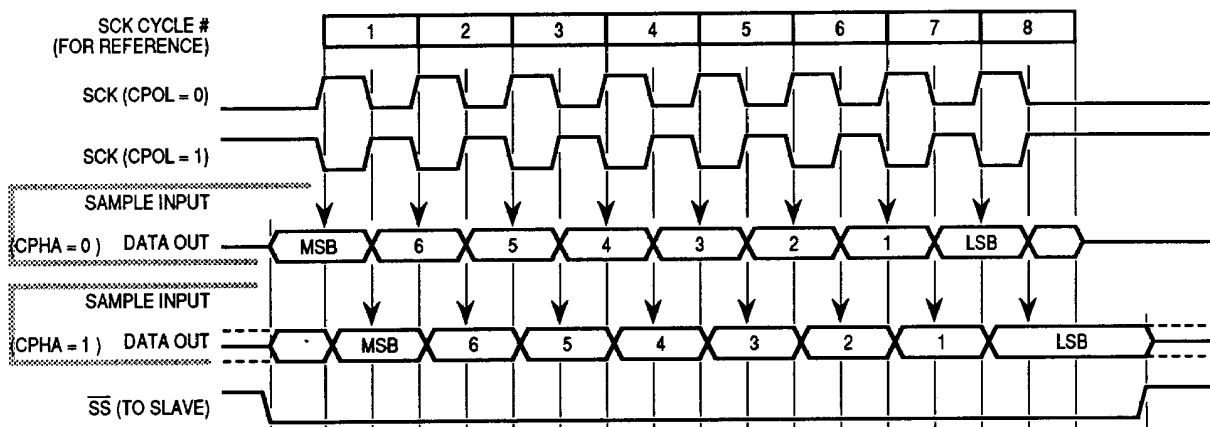 SCK CYCLE #
(FOR REFERENCE)
1 2 3 4 5 6 7 8
SCK (CPOL = 0)
SCK (CPOL = 1)
SAMPLE INPUT
(CPHA = 0) DATA OUT
MSB 6 5 4 3 2 1 LSB
SAMPLE INPUT
(CPHA = 1) DATA OUT
MSB 6 5 4 3 2 1 LSB
SS (TO SLAVE)